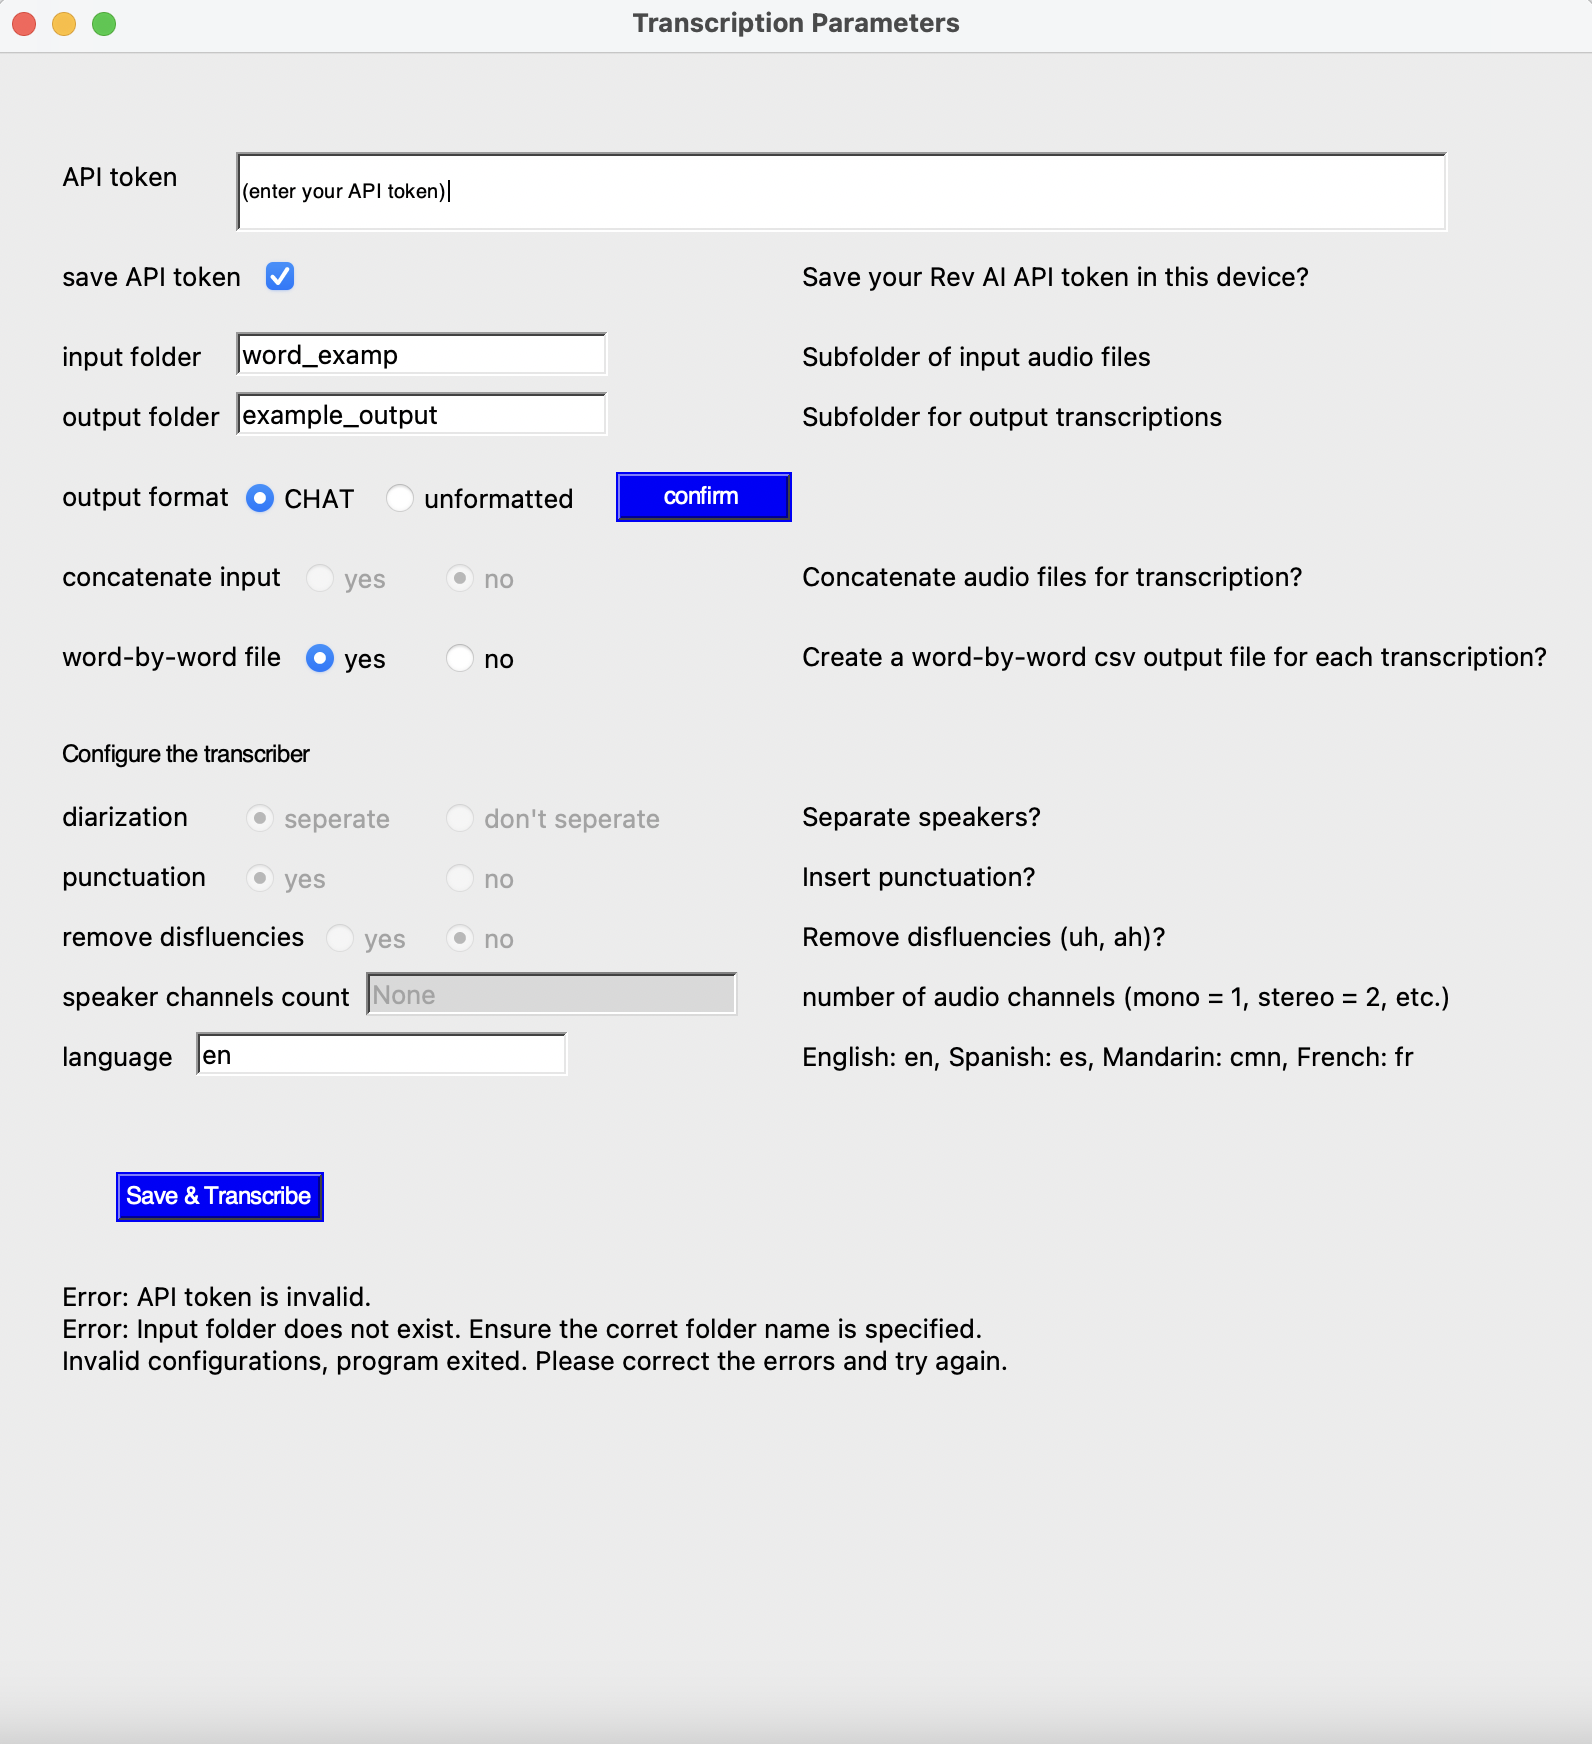 Transcription Parameters
API token
(enter your API token)
save API token Save your Rev AI API token in this device?
input folder word_examp Subfolder of input audio files
output folder example_output Subfolder for output transcriptions
output format CHAT unformatted confirm
concatenate input yes no Concatenate audio files for transcription?
word-by-word file yes no Create a word-by-word csv output file for each transcription?
Configure the transcriber
diarization seperate don't seperate Separate speakers?
punctuation yes no Insert punctuation?
remove disfluencies yes no Remove disfluencies (uh, ah)?
speaker channels count None number of audio channels (mono = 1, stereo = 2, etc.)
language en English: en, Spanish: es, Mandarin: cmn, French: fr
Save & Transcribe
Error: API token is invalid.
Error: Input folder does not exist. Ensure the corret folder name is specified.
Invalid configurations, program exited. Please correct the errors and try again.